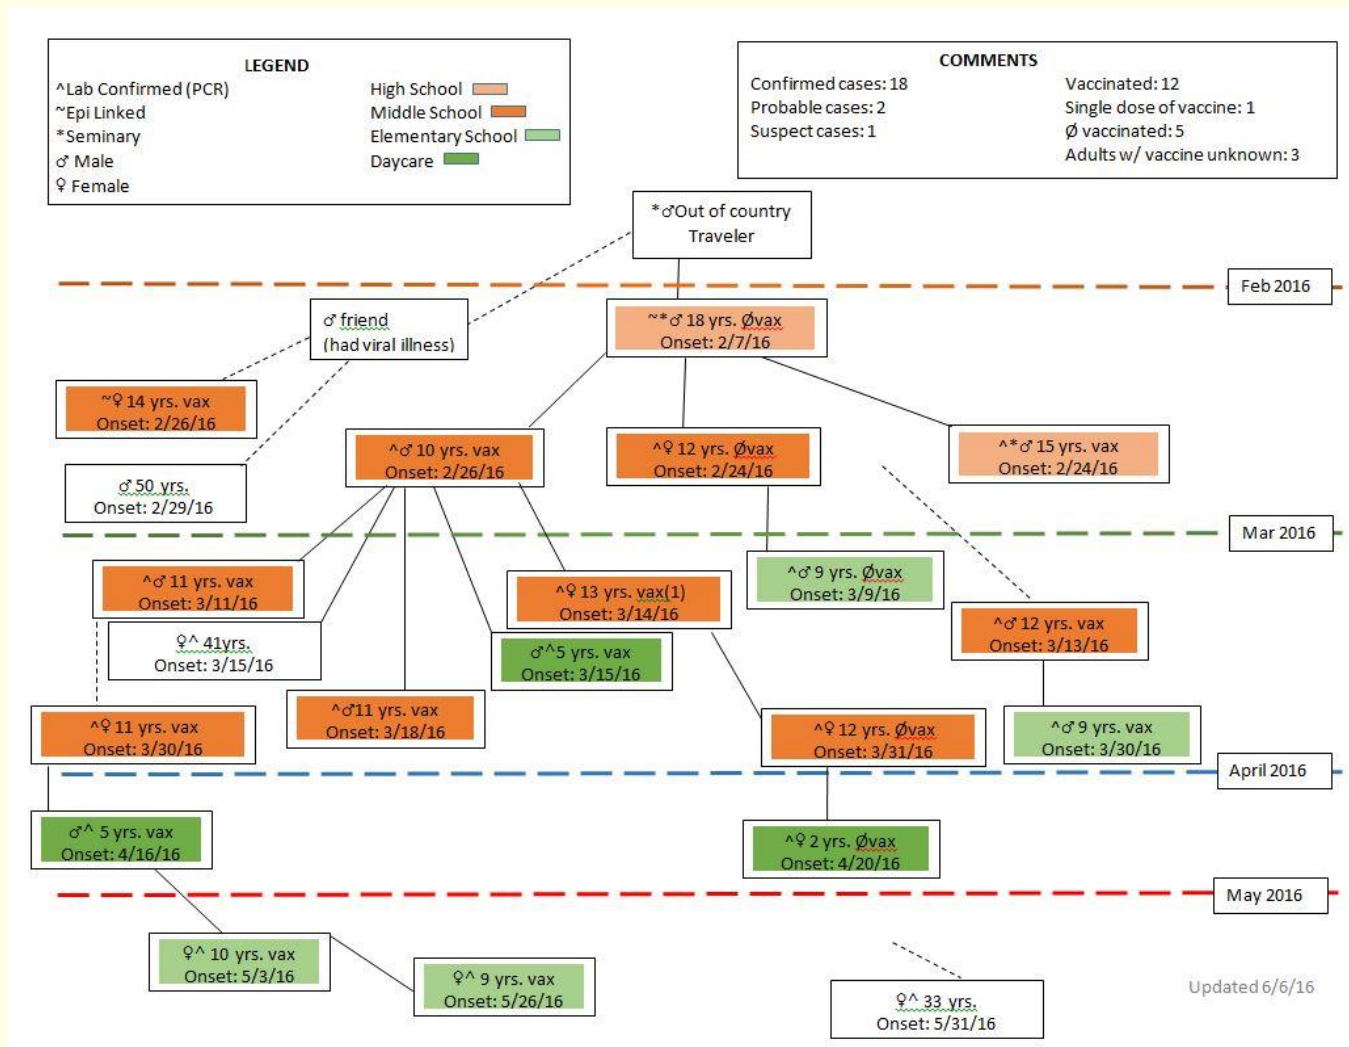 LEGEND
^Lab Confirmed (PCR)
~Epi Linked
*Seminary
♂ Male
♀ Female
High School
Middle School
Elementary School
Daycare
COMMENTS
Confirmed cases: 18
Probable cases: 2
Suspect cases: 1
Vaccinated: 12
Single dose of vaccine: 1
Ø vaccinated: 5
Adults w/ vaccine unknown: 3
*♂Out of country
Traveler
Feb 2016
♂ friend
(had viral illness)
~*♂ 18 yrs. Øvax
Onset: 2/7/16
~♀ 14 yrs. vax
Onset: 2/26/16
^♂ 10 yrs. vax
Onset: 2/26/16
^♀ 12 yrs. Øvax
Onset: 2/24/16
^*♂ 15 yrs. vax
Onset: 2/24/16
♂ 50 yrs.
Onset: 2/29/16
Mar 2016
^♂ 11 yrs. vax
Onset: 3/11/16
^♀ 13 yrs. vax(1)
Onset: 3/14/16
^♂ 9 yrs. Øvax
Onset: 3/9/16
^♂ 12 yrs. vax
Onset: 3/13/16
♀^ 41yrs.
Onset: 3/15/16
♂^5 yrs. vax
Onset: 3/15/16
^♀ 11 yrs. vax
Onset: 3/30/16
^♂11 yrs. vax
Onset: 3/18/16
^♀ 12 yrs. Øvax
Onset: 3/31/16
^♂ 9 yrs. vax
Onset: 3/30/16
April 2016
♂^ 5 yrs. vax
Onset: 4/16/16
^♀ 2 yrs. Øvax
Onset: 4/20/16
May 2016
♀^ 10 yrs. vax
Onset: 5/3/16
♀^ 9 yrs. vax
Onset: 5/26/16
♀^ 33 yrs.
Onset: 5/31/16
Updated 6/6/16